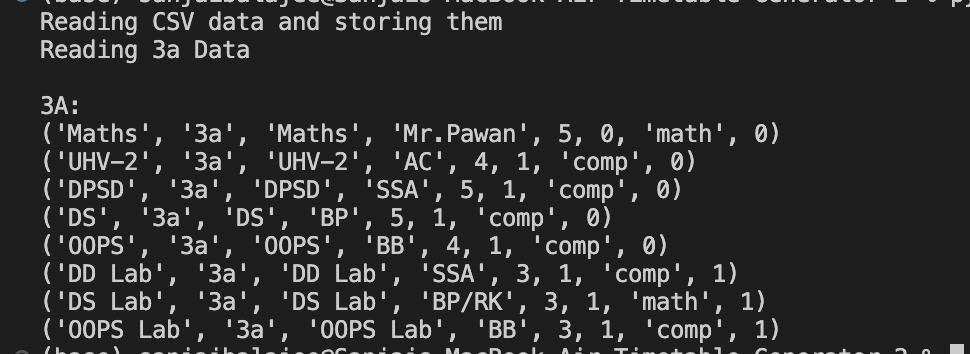 Reading CSV data and storing them
Reading 3a Data
3A:
('Maths', '3a', 'Maths', 'Mr.Pawan', 5, 0, 'math', 0)
('UHV-2', '3a', 'UHV-2', 'AC', 4, 1, 'comp', 0)
('DPSD', '3a', 'DPSD', 'SSA', 5, 1, 'comp', 0)
('DS', '3a', 'DS', 'BP', 5, 1, 'comp', 0)
('OOPS', '3a', 'OOPS', 'BB', 4, 1, 'comp', 0)
('DD Lab', '3a', 'DD Lab', 'SSA', 3, 1, 'comp', 1)
('DS Lab', '3a', 'DS Lab', 'BP/RK', 3, 1, 'math', 1)
('OOPS Lab', '3a', 'OOPS Lab', 'BB', 3, 1, 'comp', 1)